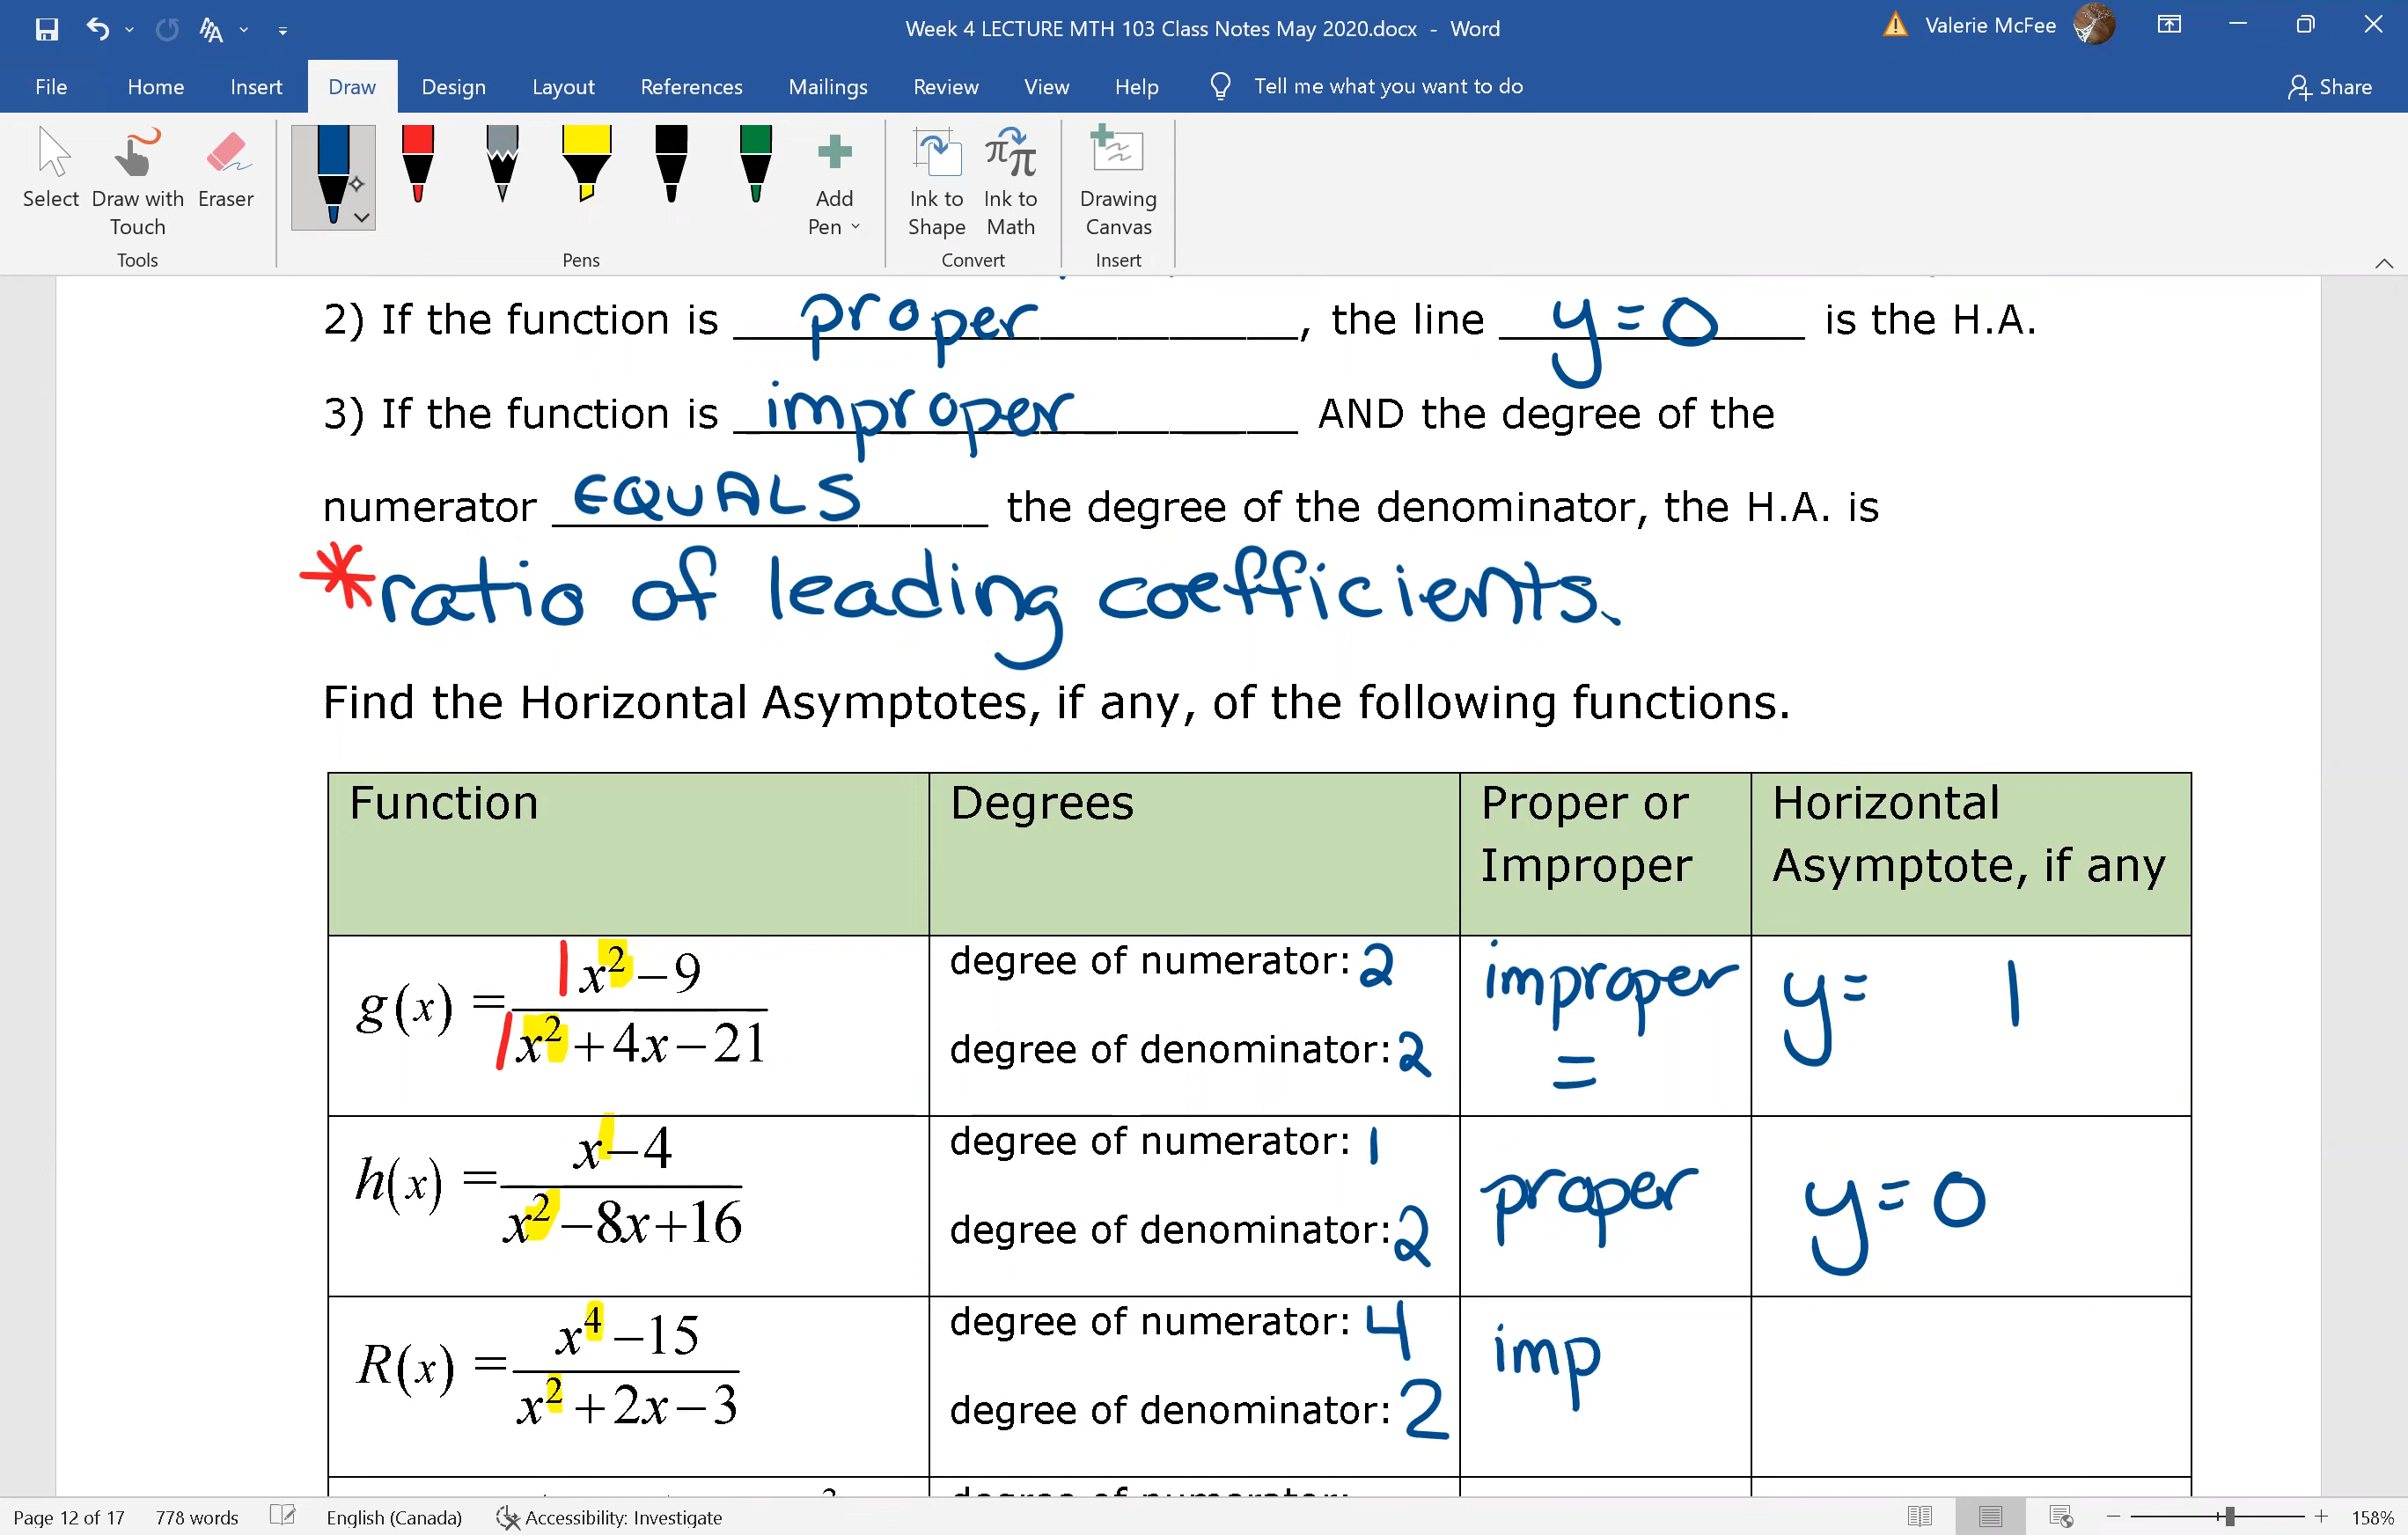 Week 4 LECTURE MTH 103 Class Notes May 2020.docx - Word
Valerie McFee
File Home Insert Draw Design Layout References Mailings Review View Help Tell me what you want to do Share
Select Draw with Touch Eraser
Add Pen
Ink to Shape Ink to Math
Drawing Canvas
Tools Pens Convert Insert
2) If the function is proper, the line y=0 is the H.A.
3) If the function is improper AND the degree of the
numerator EQUALS the degree of the denominator, the H.A. is
*ratio of leading coefficients.
Find the Horizontal Asymptotes, if any, of the following functions.
Function Degrees Proper or Improper Horizontal Asymptote, if any
g(x) = (1x² − 9)/(1x² + 4x − 21)
degree of numerator: 2
degree of denominator: 2
improper
=
y= 1
h(x) = (x − 4)/(x² − 8x + 16)
degree of numerator: 1
degree of denominator: 2
proper
y=0
R(x) = (x⁴ − 15)/(x² + 2x − 3)
degree of numerator: 4
degree of denominator: 2
imp
Page 12 of 17 778 words English (Canada) Accessibility: Investigate 158%